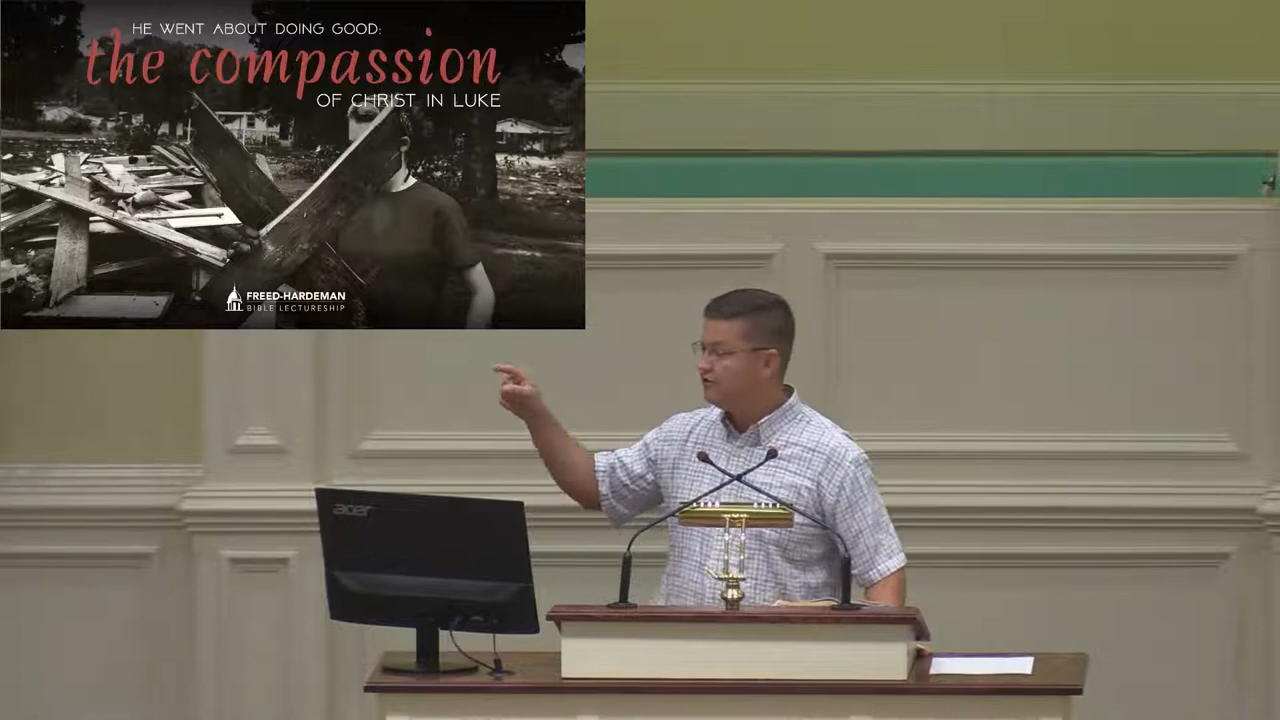 HE WENT ABOUT DOING GOOD:
the compassion
OF CHRIST IN LUKE
FREED-HARDEMAN
BIBLE LECTURESHIP
acer